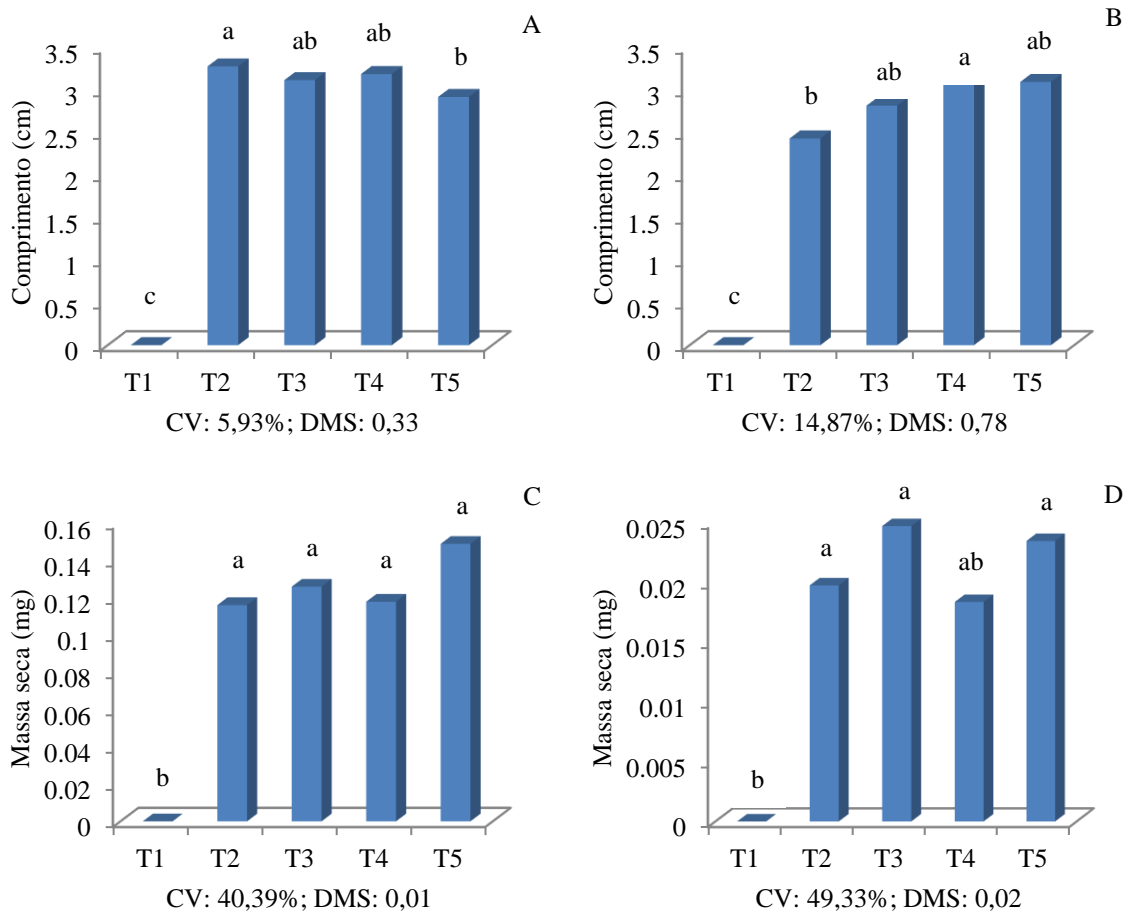 A
a
ab
ab
b
c
Comprimento (cm)
3.5
3
2.5
2
1.5
1
0.5
0
T1 T2 T3 T4 T5
CV: 5,93%; DMS: 0,33
B
b
ab
a
ab
c
Comprimento (cm)
3.5
3
2.5
2
1.5
1
0.5
0
T1 T2 T3 T4 T5
CV: 14,87%; DMS: 0,78
C
a
a
a
a
b
Massa seca (mg)
0.16
0.14
0.12
0.1
0.08
0.06
0.04
0.02
0
T1 T2 T3 T4 T5
CV: 40,39%; DMS: 0,01
D
a
a
ab
a
b
Massa seca (mg)
0.025
0.02
0.015
0.01
0.005
0
T1 T2 T3 T4 T5
CV: 49,33%; DMS: 0,02